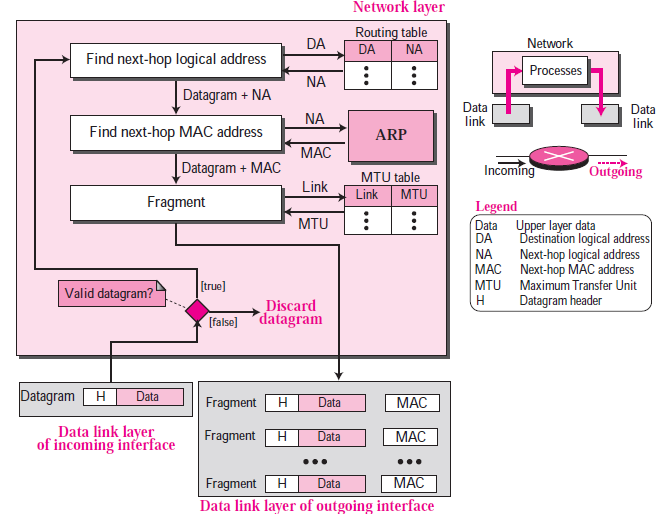 Network layer
Routing table
DA
DA
NA
Find next-hop logical address
NA
Datagram + NA
Find next-hop MAC address
NA
MAC
ARP
Datagram + MAC
MTU table
Link
Link
MTU
Fragment
MTU
Valid datagram?
[true]
[false]
Discard
datagram
Datagram
H
Data
Data link layer
of incoming interface
Fragment
H
Data
MAC
Fragment
H
Data
MAC
Fragment
H
Data
MAC
Data link layer of outgoing interface
Network
Processes
Data
link
Data
link
Incoming
Outgoing
Legend
Data Upper layer data
DA Destination logical address
NA Next-hop logical address
MAC Next-hop MAC address
MTU Maximum Transfer Unit
H Datagram header